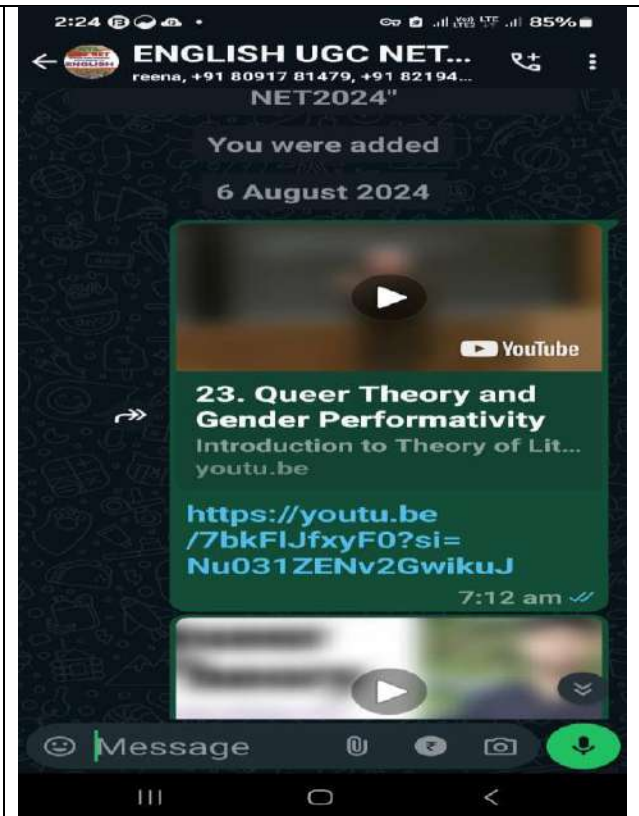 2:24
85%
ENGLISH UGC NET...
reena, +91 80917 81479, +91 82194...
NET2024"
You were added
6 August 2024
YouTube
23. Queer Theory and
Gender Performativity
Introduction to Theory of Lit...
youtu.be
https://youtu.be
/7bkFlJfxyF0?si=
Nu031ZENv2GwikuJ
7:12 am
Message